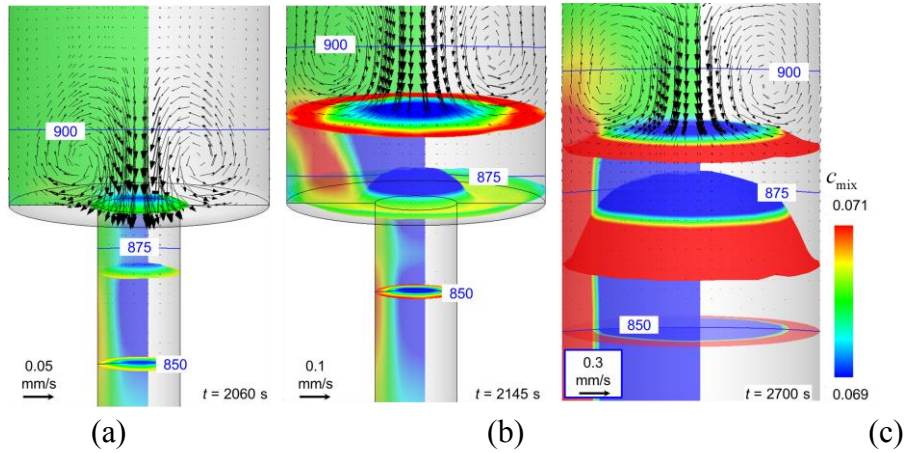 900
875
850
0.05
mm/s
t = 2060 s
(a)
900
875
850
0.1
mm/s
t = 2145 s
(b)
900
875
850
0.3
mm/s
t = 2700 s
(c)
c_mix
0.071
0.069